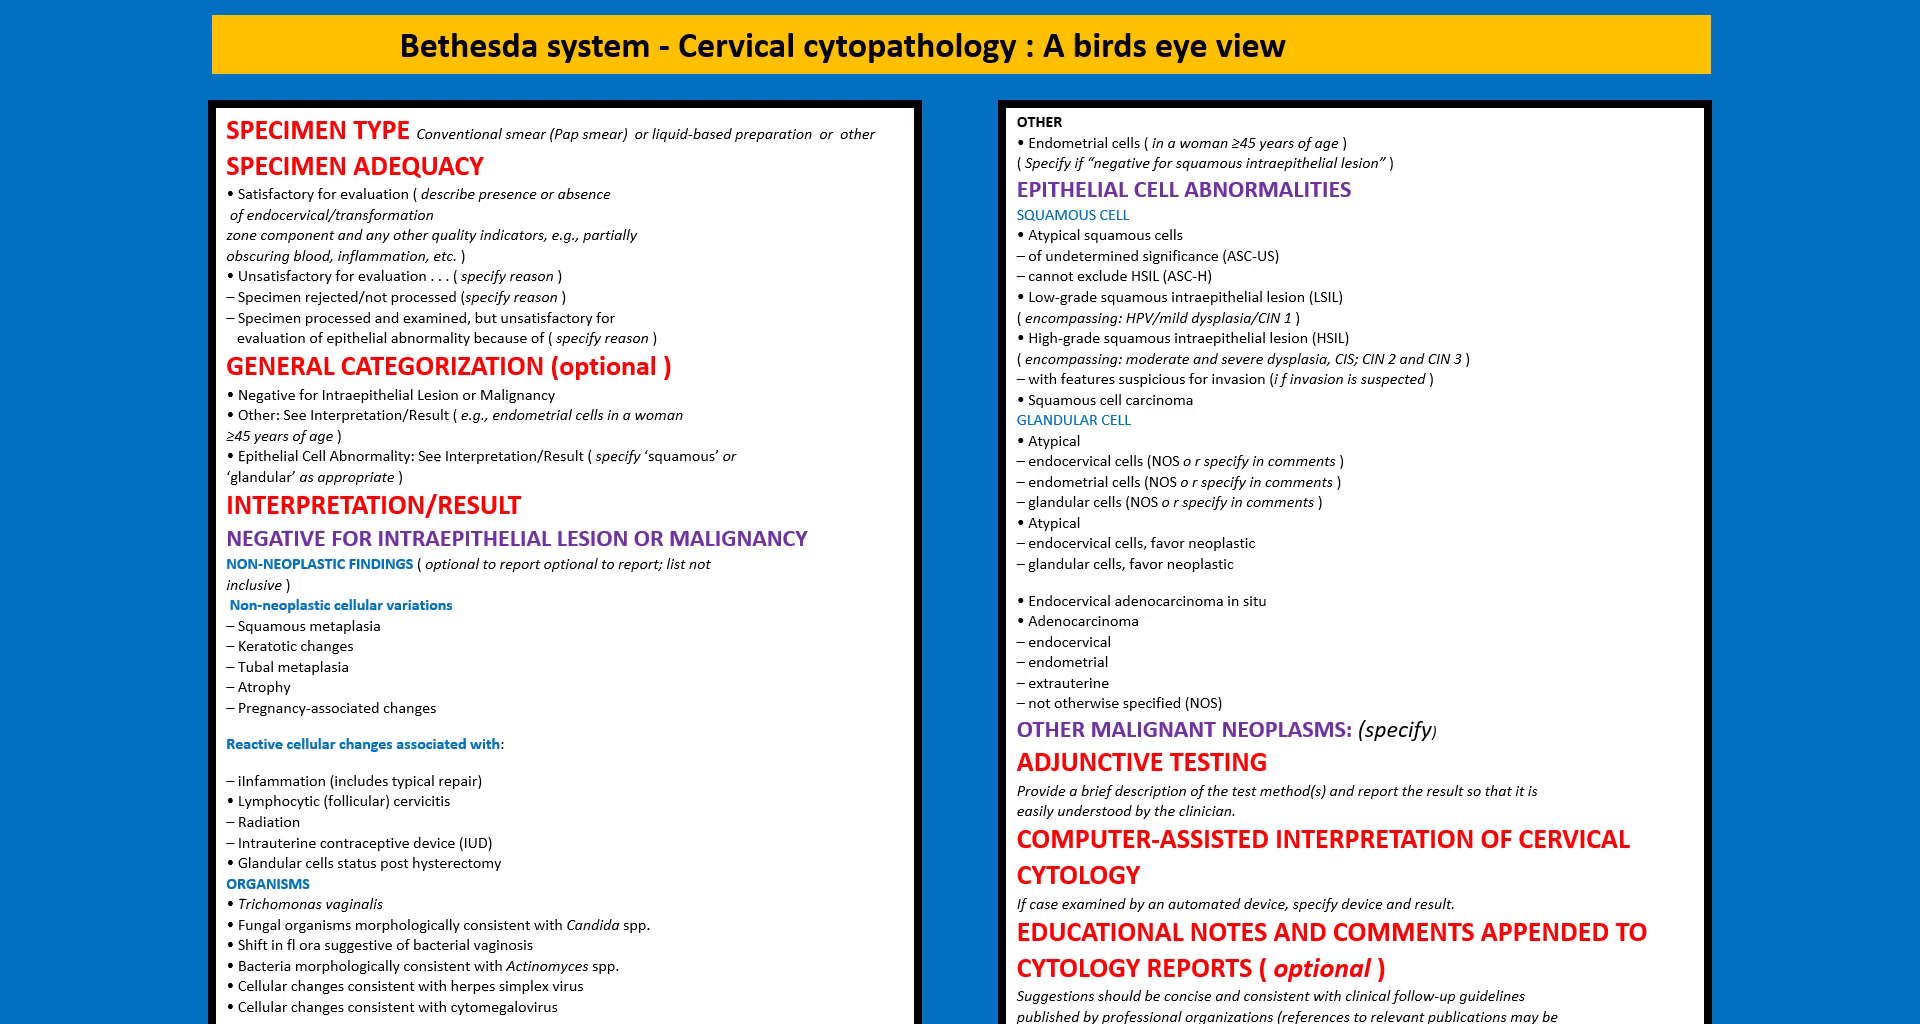 Bethesda system - Cervical cytopathology : A birds eye view
SPECIMEN TYPE Conventional smear (Pap smear) or liquid-based preparation or other
SPECIMEN ADEQUACY
• Satisfactory for evaluation ( describe presence or absence
of endocervical/transformation
zone component and any other quality indicators, e.g., partially
obscuring blood, inflammation, etc. )
• Unsatisfactory for evaluation . . . ( specify reason )
– Specimen rejected/not processed (specify reason )
– Specimen processed and examined, but unsatisfactory for
evaluation of epithelial abnormality because of ( specify reason )
GENERAL CATEGORIZATION (optional )
• Negative for Intraepithelial Lesion or Malignancy
• Other: See Interpretation/Result ( e.g., endometrial cells in a woman
≥45 years of age )
• Epithelial Cell Abnormality: See Interpretation/Result ( specify ‘squamous’ or
‘glandular’ as appropriate )
INTERPRETATION/RESULT
NEGATIVE FOR INTRAEPITHELIAL LESION OR MALIGNANCY
NON-NEOPLASTIC FINDINGS ( optional to report optional to report; list not
inclusive )
Non-neoplastic cellular variations
– Squamous metaplasia
– Keratotic changes
– Tubal metaplasia
– Atrophy
– Pregnancy-associated changes
Reactive cellular changes associated with:
– iInfammation (includes typical repair)
• Lymphocytic (follicular) cervicitis
– Radiation
– Intrauterine contraceptive device (IUD)
• Glandular cells status post hysterectomy
ORGANISMS
• Trichomonas vaginalis
• Fungal organisms morphologically consistent with Candida spp.
• Shift in fl ora suggestive of bacterial vaginosis
• Bacteria morphologically consistent with Actinomyces spp.
• Cellular changes consistent with herpes simplex virus
• Cellular changes consistent with cytomegalovirus
OTHER
• Endometrial cells ( in a woman ≥45 years of age )
( Specify if “negative for squamous intraepithelial lesion” )
EPITHELIAL CELL ABNORMALITIES
SQUAMOUS CELL
• Atypical squamous cells
– of undetermined significance (ASC-US)
– cannot exclude HSIL (ASC-H)
• Low-grade squamous intraepithelial lesion (LSIL)
( encompassing: HPV/mild dysplasia/CIN 1 )
• High-grade squamous intraepithelial lesion (HSIL)
( encompassing: moderate and severe dysplasia, CIS; CIN 2 and CIN 3 )
– with features suspicious for invasion (i f invasion is suspected )
• Squamous cell carcinoma
GLANDULAR CELL
• Atypical
– endocervical cells (NOS o r specify in comments )
– endometrial cells (NOS o r specify in comments )
– glandular cells (NOS o r specify in comments )
• Atypical
– endocervical cells, favor neoplastic
– glandular cells, favor neoplastic
• Endocervical adenocarcinoma in situ
• Adenocarcinoma
– endocervical
– endometrial
– extrauterine
– not otherwise specified (NOS)
OTHER MALIGNANT NEOPLASMS: (specify)
ADJUNCTIVE TESTING
Provide a brief description of the test method(s) and report the result so that it is
easily understood by the clinician.
COMPUTER-ASSISTED INTERPRETATION OF CERVICAL
CYTOLOGY
If case examined by an automated device, specify device and result.
EDUCATIONAL NOTES AND COMMENTS APPENDED TO
CYTOLOGY REPORTS ( optional )
Suggestions should be concise and consistent with clinical follow-up guidelines
published by professional organizations (references to relevant publications may be